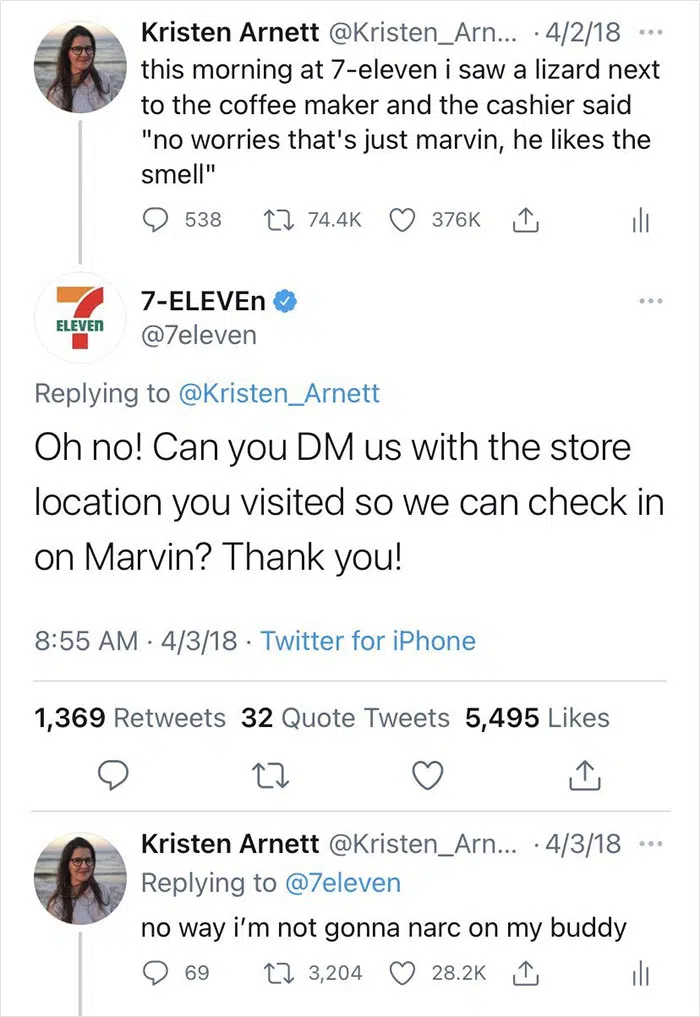 Kristen Arnett @Kristen_Arn... · 4/2/18
this morning at 7-eleven i saw a lizard next
to the coffee maker and the cashier said
"no worries that's just marvin, he likes the
smell"
538 74.4K 376K
7-ELEVEn
@7eleven
7
ELEVEn
Replying to @Kristen_Arnett
Oh no! Can you DM us with the store
location you visited so we can check in
on Marvin? Thank you!
8:55 AM · 4/3/18 · Twitter for iPhone
1,369 Retweets 32 Quote Tweets 5,495 Likes
Kristen Arnett @Kristen_Arn... · 4/3/18
Replying to @7eleven
no way i’m not gonna narc on my buddy
69 3,204 28.2K